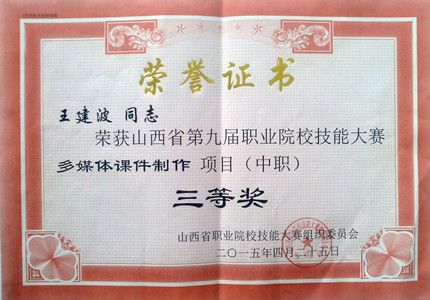 荣誉证书
王建波 同志
荣获山西省第九届职业院校技能大赛
多媒体课件制作 项目（中职）
三等奖
山西省职业院校技能大赛组织委员会
二〇一五年四月二十五日